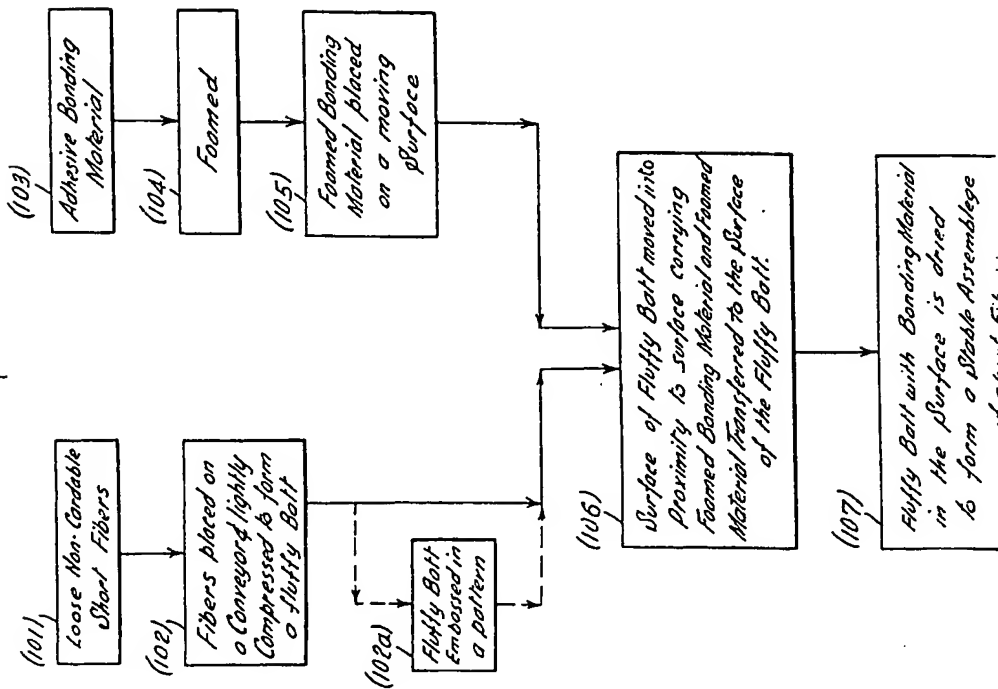 (101)
Loose Non-Cardable
Short Fibers
(102)
Fibers placed on
a Conveyor & lightly
Compressed to form
a fluffy Batt
(102a)
Fluffy Batt
Embossed in
a pattern
(103)
Adhesive Bonding
Material
(104)
Foamed
(105)
Foamed Bonding
Material placed
on a moving
Surface
(106)
Surface of Fluffy Batt moved into
Proximity to surface carrying
Foamed Bonding Material and Foamed
Material Transferred to the Surface
of the Fluffy Batt.
(107)
Fluffy Batt with Bonding Material
in the Surface is dried
to form a Stable Assemblege